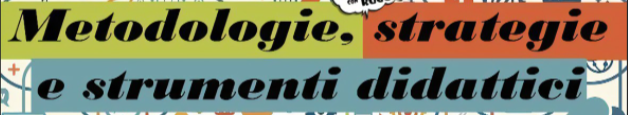 Metodologie, strategie
e strumenti didattici